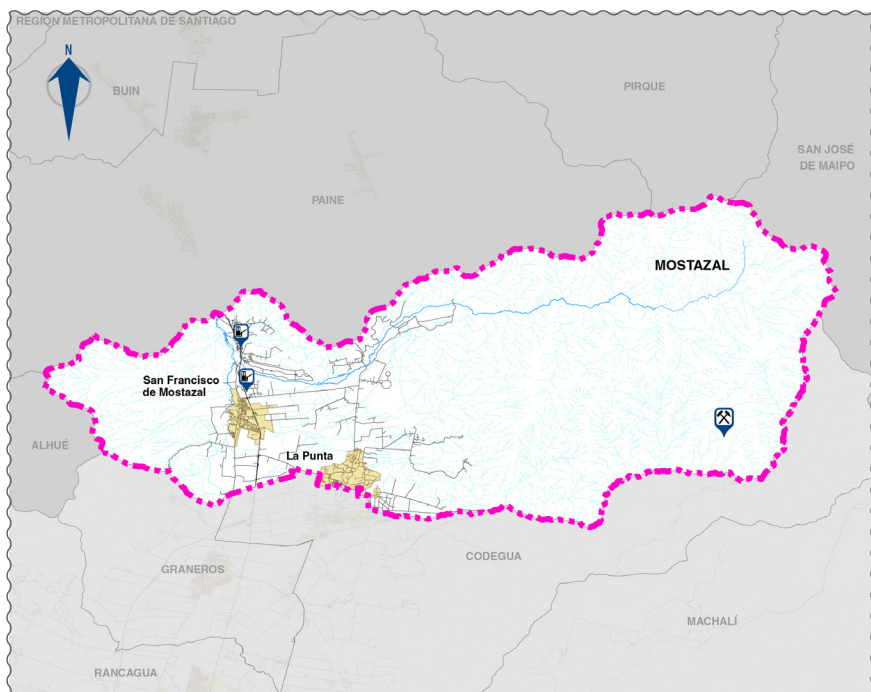 REGIÓN METROPOLITANA DE SANTIAGO
N
BUIN
PIRQUE
SAN JOSÉ
DE MAIPO
PAINE
MOSTAZAL
San Francisco
de Mostazal
ALHUÉ
La Punta
CODEGUA
GRANEROS
MACHALÍ
RANCAGUA